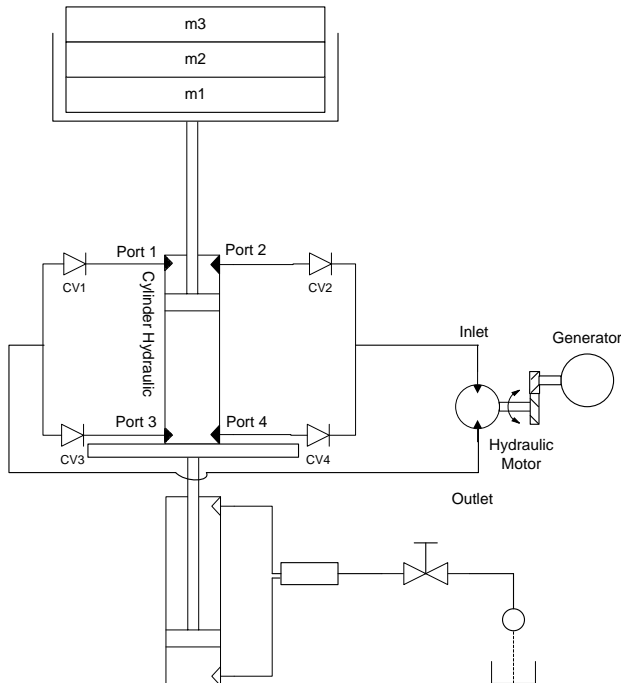 m3
m2
m1
Port 1
Port 2
CV1
CV2
Cylinder Hydraulic
Inlet
Generator
Port 3
Port 4
CV3
CV4
Hydraulic
Motor
Outlet